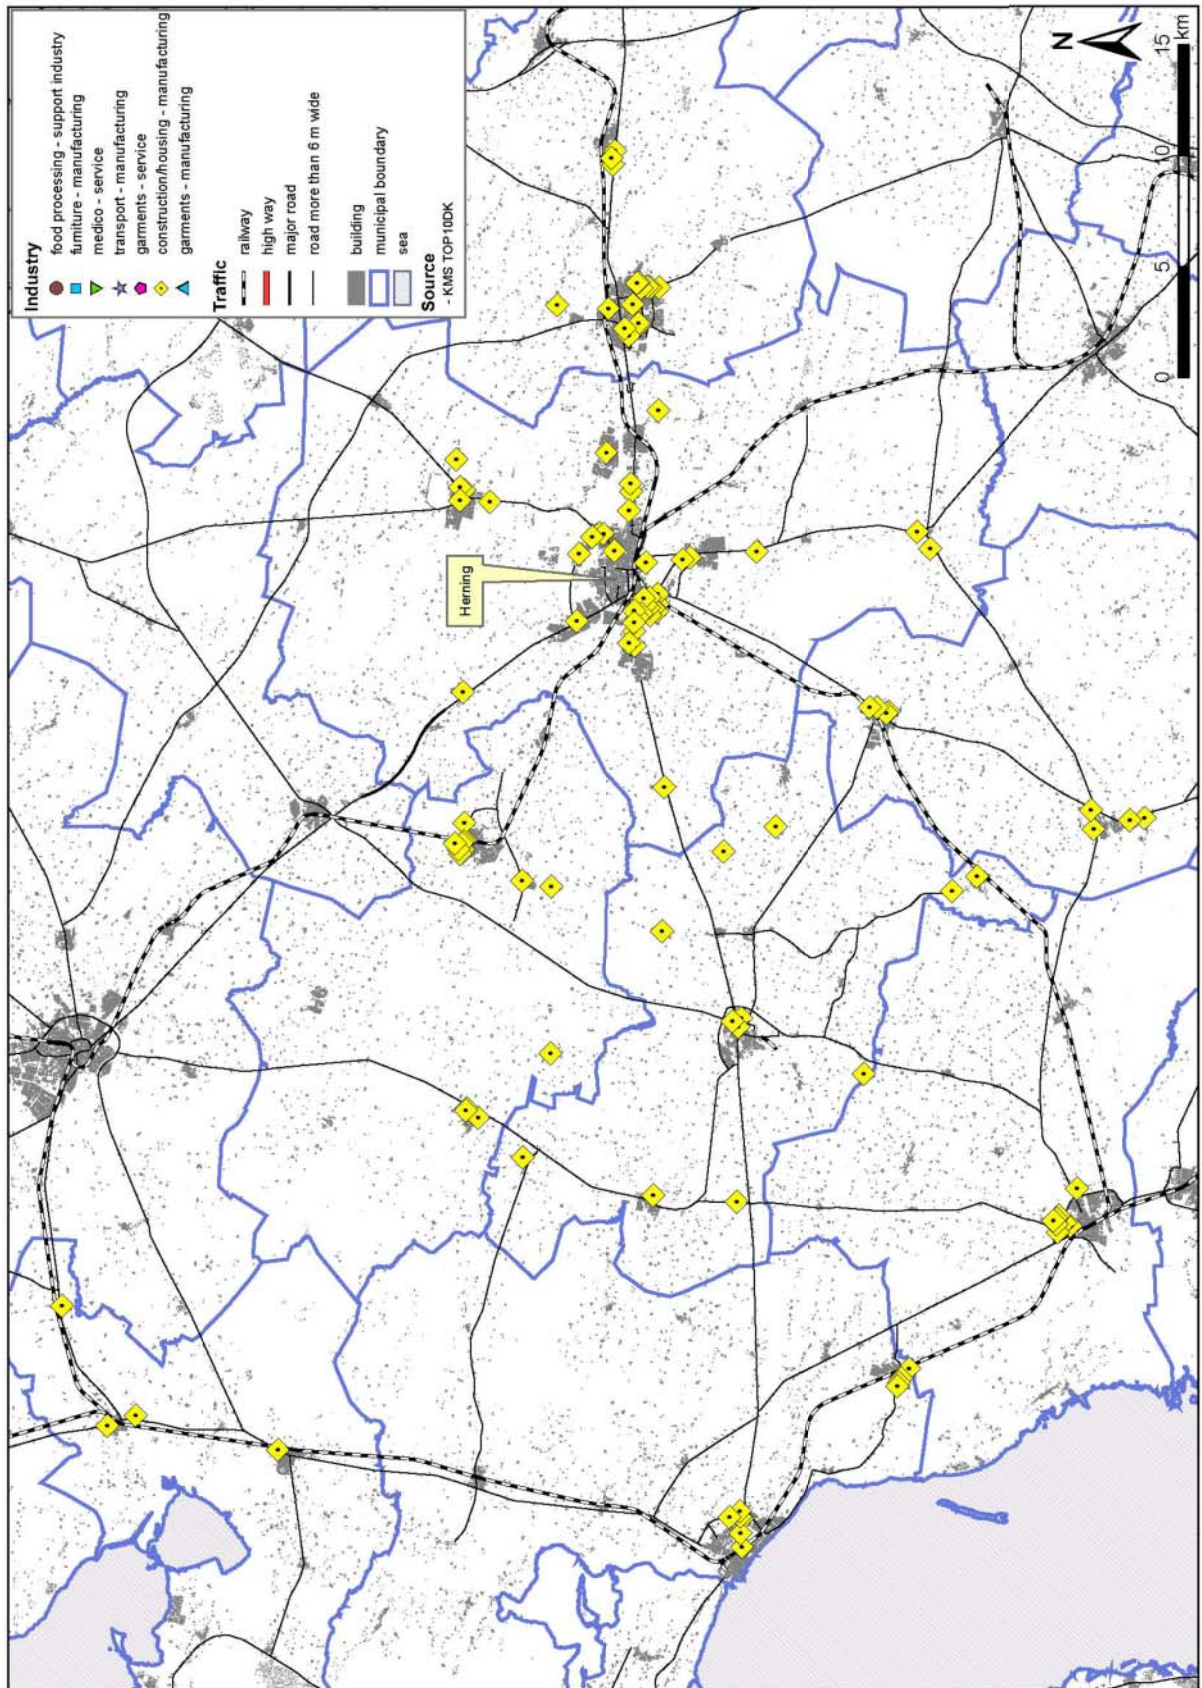 Industry
food processing - support industry
furniture - manufacturing
medico - service
transport - manufacturing
garments - service
construction/housing - manufacturing
garments - manufacturing
Traffic
railway
high way
major road
road more than 6 m wide
building
municipal boundary
sea
Source
- KMS TOP10DK
Herning
N
0 5 10 15
km